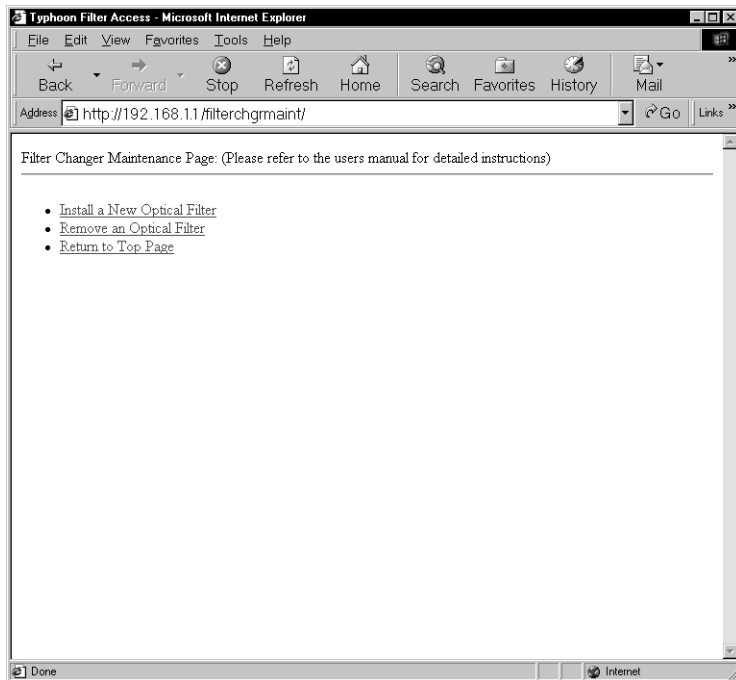 Typhoon Filter Access - Microsoft Internet Explorer
File Edit View Favorites Tools Help
Back Forward Stop Refresh Home Search Favorites History Mail »
Address http://192.168.1.1/filterchgrmaint/ Go Links »
Filter Changer Maintenance Page: (Please refer to the users manual for detailed instructions)
• Install a New Optical Filter
• Remove an Optical Filter
• Return to Top Page
Done Internet